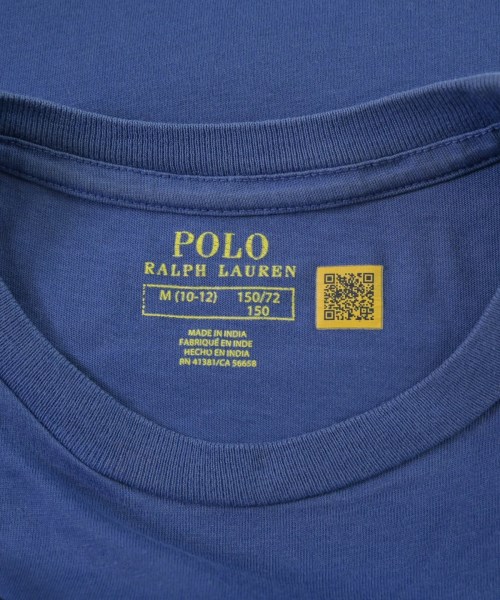 POLO
RALPH LAUREN
M (10-12) 150/72
150
MADE IN INDIA
FABRIQUÉ EN INDE
HECHO EN INDIA
RN 41381/CA 56658